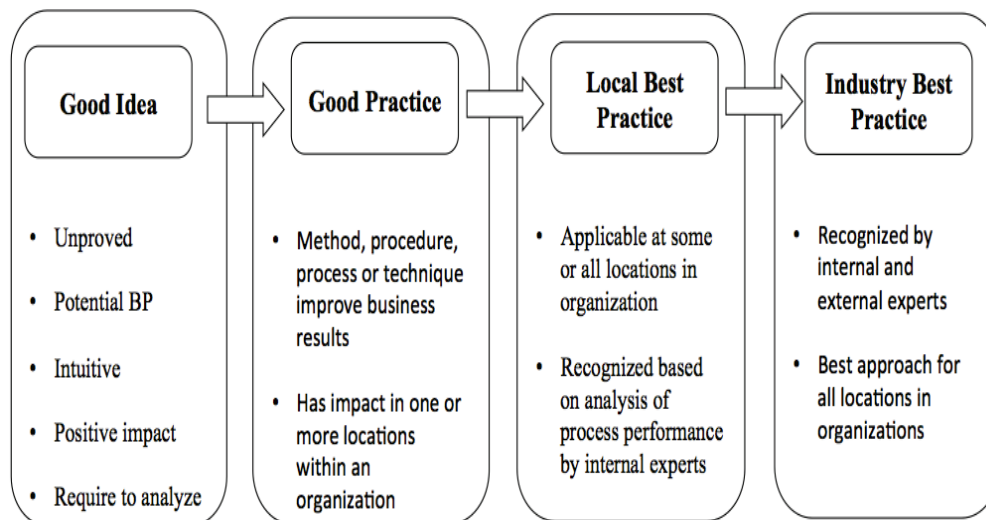 Good Idea
• Unproved
• Potential BP
• Intuitive
• Positive impact
• Require to analyze
Good Practice
• Method, procedure,
process or technique
improve business
results
• Has impact in one or
more locations
within an
organization
Local Best
Practice
• Applicable at some
or all locations in
organization
• Recognized based
on analysis of
process performance
by internal experts
Industry Best
Practice
• Recognized by
internal and
external experts
• Best approach for
all locations in
organizations